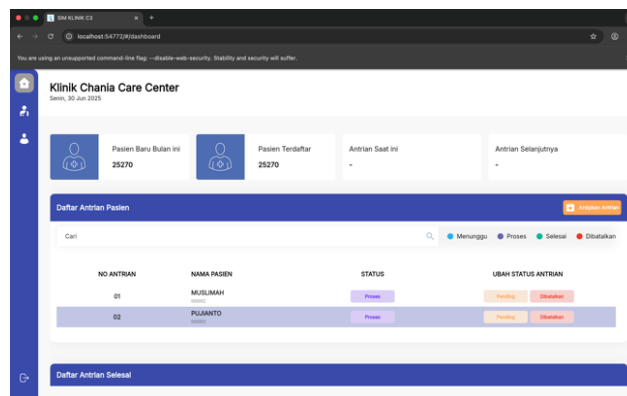 SIM KLINIK C3
localhost:54772/#/dashboard
You are using an unsupported command-line flag: --disable-web-security. Stability and security will suffer.
Klinik Chania Care Center
Senin, 30 Jun 2025
Pasien Baru Bulan ini
25270
Pasien Terdaftar
25270
Antrian Saat Ini
-
Antrian Selanjutnya
-
Daftar Antrian Pasien
Arsipkan Antrian
Cari
Menunggu Proses Selesai Dibatalkan
NO ANTRIAN NAMA PASIEN STATUS UBAH STATUS ANTRIAN
01 MUSLIMAH Proses Pending Dibatalkan
02 PUJIANTO Proses Pending Dibatalkan
Daftar Antrian Selesai